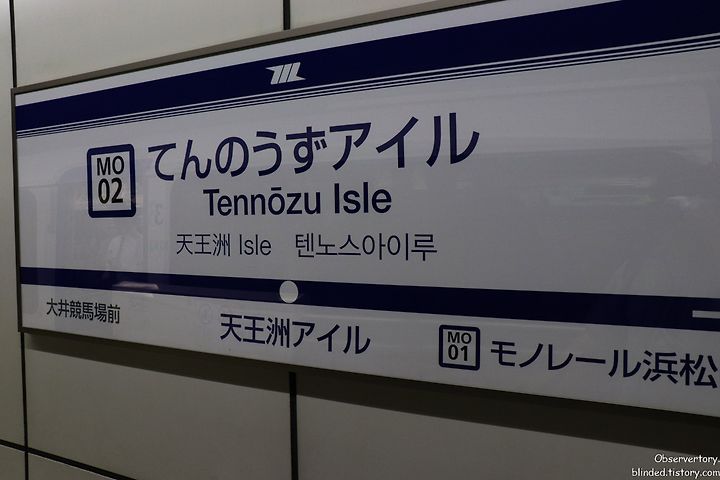 MO
02
てんのうずアイル
Tennōzu Isle
天王洲 Isle 텐노스아이루
大井競馬場前
天王洲アイル
MO
01
モノレール浜松
Observertory.
blinded.tistory.com